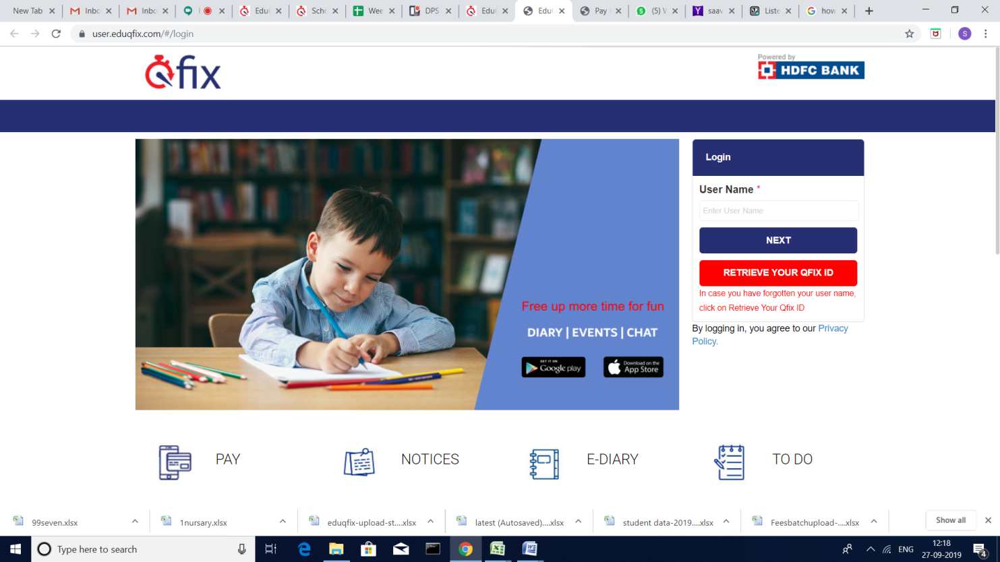 New Tab
Inbo
Inbo
Edu
Scho
Wee
DPS
Edu
Edu
Pay
(5) V
saav
Liste
how
user.eduqfix.com/#/login
S
Qfix
Powered by
HDFC BANK
Login
User Name *
Enter User Name
NEXT
RETRIEVE YOUR QFIX ID
In case you have forgotten your user name,
click on Retrieve Your Qfix ID
By logging in, you agree to our Privacy
Policy.
Free up more time for fun
DIARY | EVENTS | CHAT
GET IT ON
Google play
Download on the
App Store
PAY
NOTICES
E-DIARY
TO DO
99seven.xlsx
1nursary.xlsx
eduqfix-upload-st....xlsx
latest (Autosaved)....xlsx
student data-2019....xlsx
Feesbatchupload-....xlsx
Show all
Type here to search
ENG
12:18
27-09-2019
4